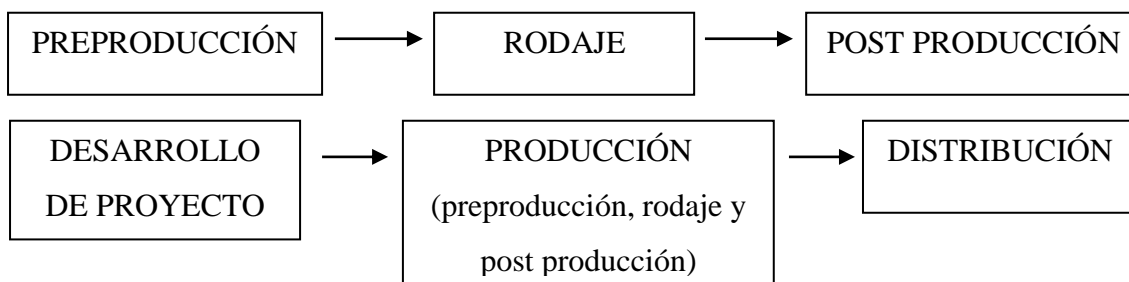 PREPRODUCCIÓN
RODAJE
POST PRODUCCIÓN
DESARROLLO
DE PROYECTO
PRODUCCIÓN
(preproducción, rodaje y
post producción)
DISTRIBUCIÓN